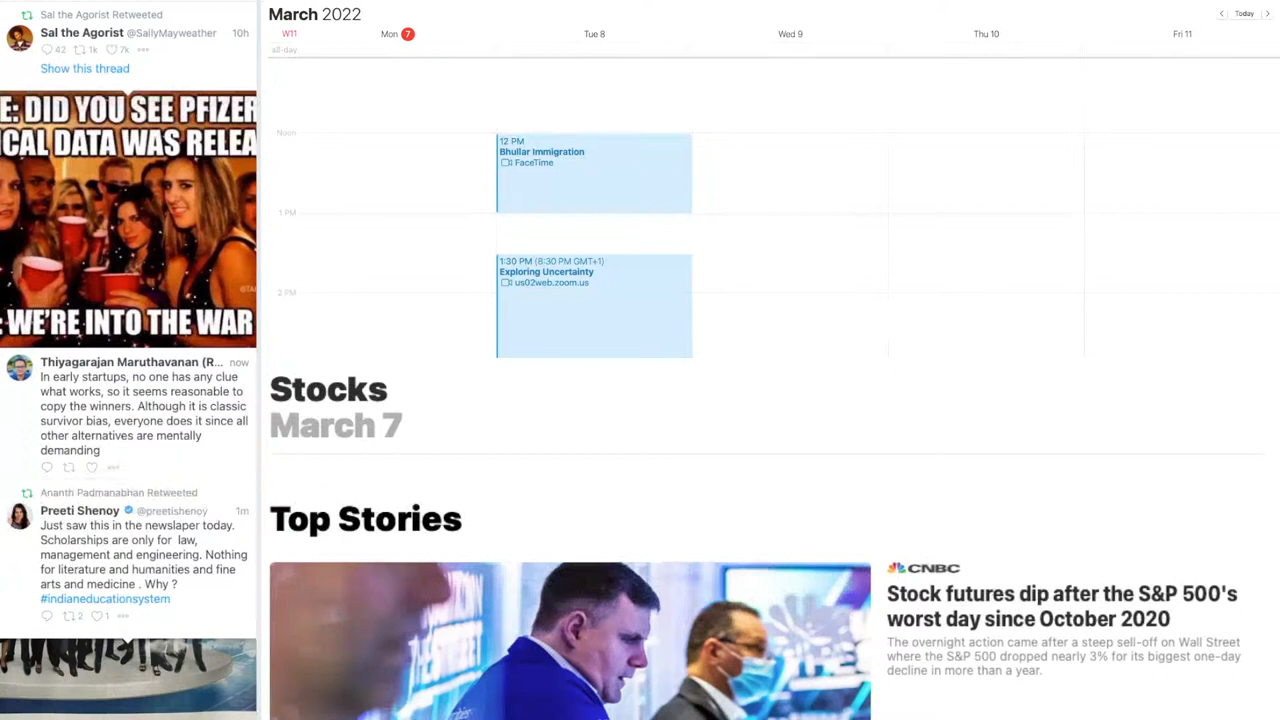 Sal the Agorist Retweeted
Sal the Agorist @SallyMayweather 10h
42 1k 7k
Show this thread
E: DID YOU SEE PFIZER
ICAL DATA WAS RELEA
: WE'RE INTO THE WAR
Thiyagarajan Maruthavanan (R... now
In early startups, no one has any clue
what works, so it seems reasonable to
copy the winners. Although it is classic
survivor bias, everyone does it since all
other alternatives are mentally
demanding
Ananth Padmanabhan Retweeted
Preeti Shenoy @preetishenoy 1m
Just saw this in the newslaper today.
Scholarships are only for law,
management and engineering. Nothing
for literature and humanities and fine
arts and medicine . Why ?
#indianeducationsystem
2 1
March 2022
Today
W11 Mon 7 Tue 8 Wed 9 Thu 10 Fri 11
all-day
Noon
12 PM
Bhullar Immigration
FaceTime
1 PM
1:30 PM (8:30 PM GMT+1)
Exploring Uncertainty
us02web.zoom.us
2 PM
Stocks
March 7
Top Stories
CNBC
Stock futures dip after the S&P 500's
worst day since October 2020
The overnight action came after a steep sell-off on Wall Street
where the S&P 500 dropped nearly 3% for its biggest one-day
decline in more than a year.